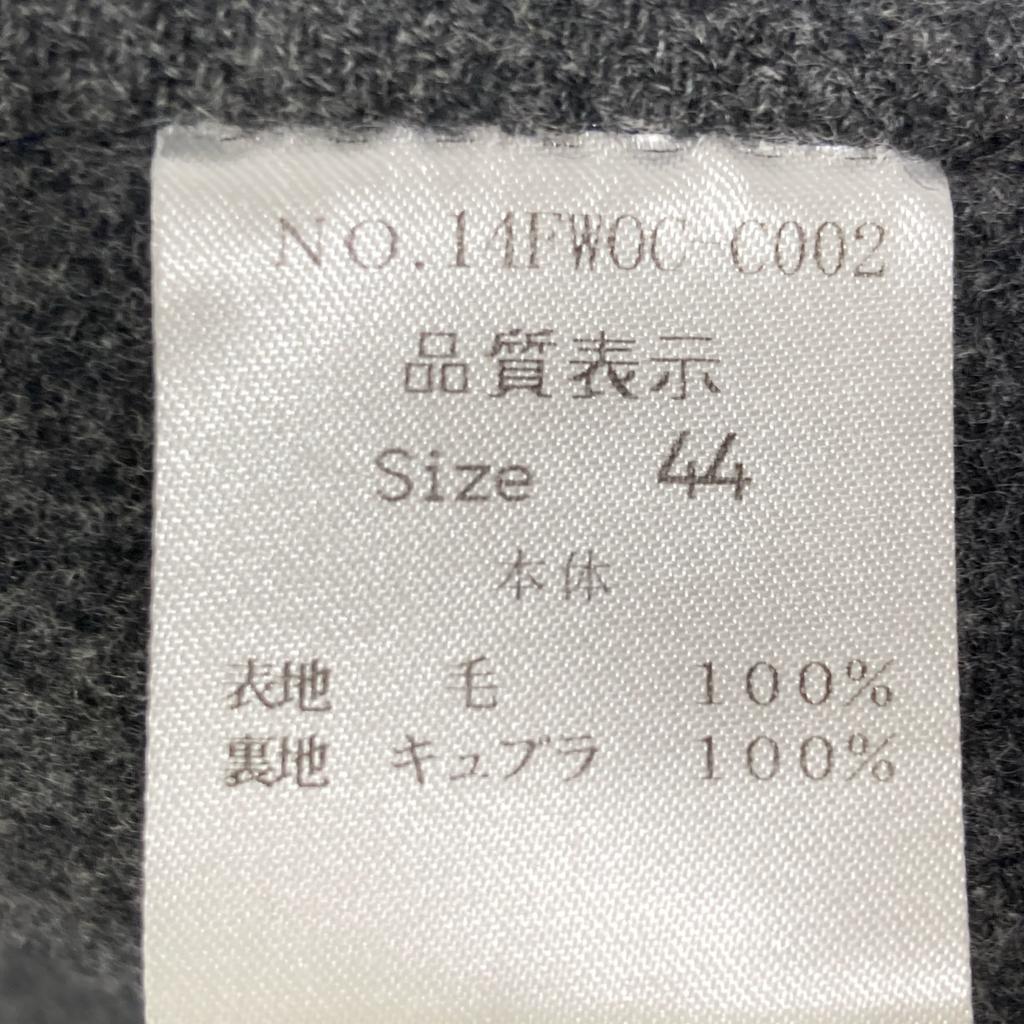 NO.14FWOC-C002
品質表示
Size 44
本体
表地 毛 100%
裏地 キュプラ 100%